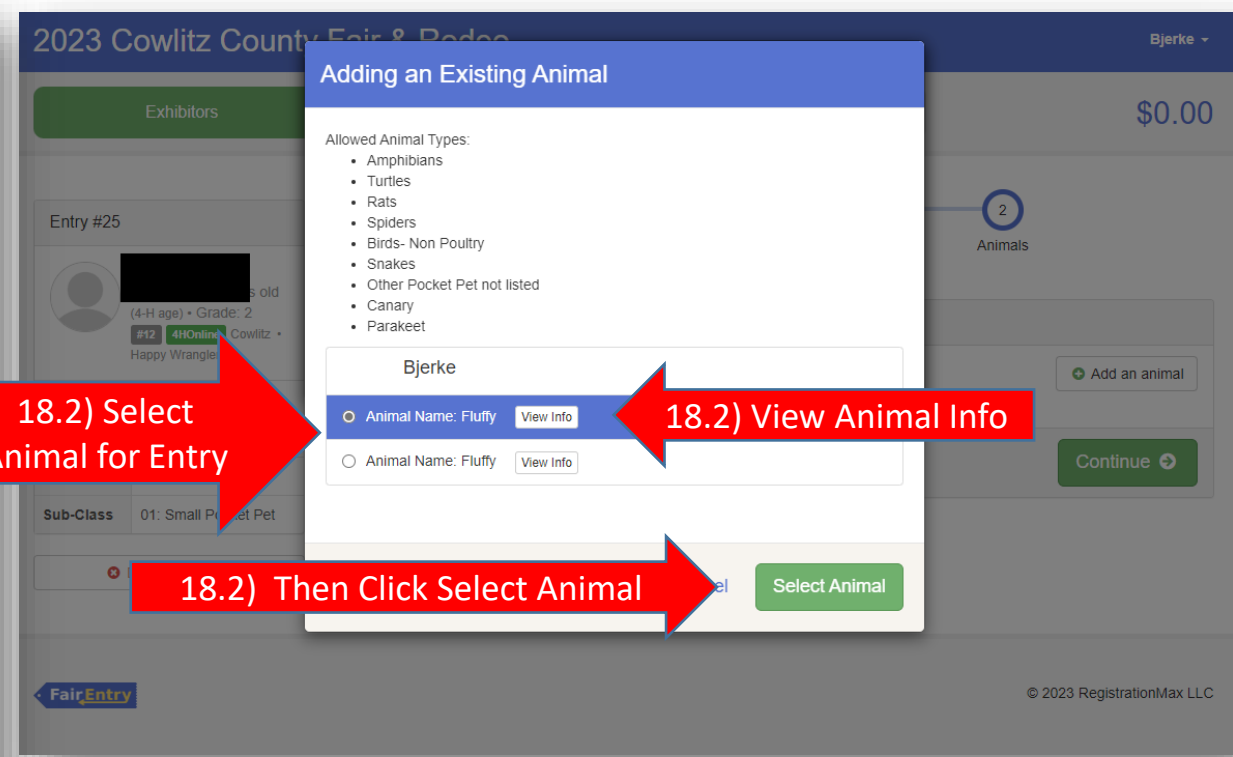 2023 Cowlitz County Fair & Rodeo
Bjerke
Exhibitors
$0.00
Adding an Existing Animal
Allowed Animal Types:
• Amphibians
• Turtles
• Rats
• Spiders
• Birds- Non Poultry
• Snakes
• Other Pocket Pet not listed
• Canary
• Parakeet
Entry #25
old
(4-H age) • Grade: 2
#12 4HOnline Cowlitz •
Happy
2
Animals
Add an animal
Continue
Bjerke
Animal Name: Fluffy View Info
Animal Name: Fluffy View Info
18.2) Select
Animal for Entry
18.2) View Animal Info
Sub-Class 01: Small Pocket Pet
18.2) Then Click Select Animal
Select Animal
FairEntry
© 2023 RegistrationMax LLC